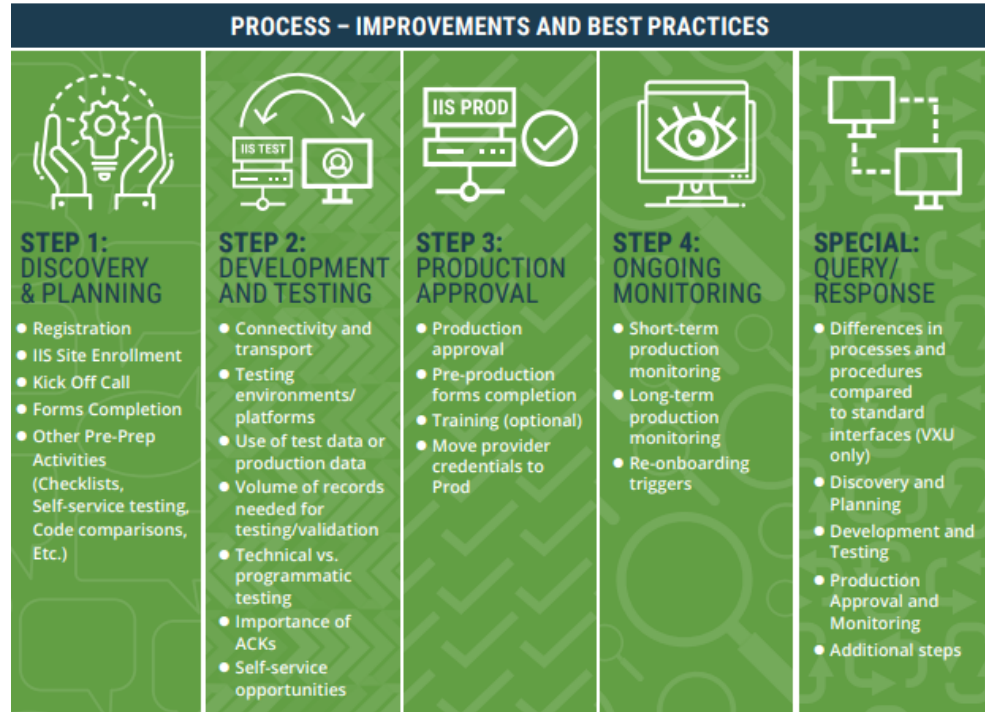 PROCESS – IMPROVEMENTS AND BEST PRACTICES
STEP 1:
DISCOVERY
& PLANNING
● Registration
● IIS Site Enrollment
● Kick Off Call
● Forms Completion
● Other Pre-Prep
Activities
(Checklists,
Self-service testing,
Code comparisons,
Etc.)
IIS TEST
STEP 2:
DEVELOPMENT
AND TESTING
● Connectivity and
transport
● Testing
environments/
platforms
● Use of test data or
production data
● Volume of records
needed for
testing/validation
● Technical vs.
programmatic
testing
● Importance of
ACKs
● Self-service
opportunities
IIS PROD
STEP 3:
PRODUCTION
APPROVAL
● Production
approval
● Pre-production
forms completion
● Training (optional)
● Move provider
credentials to
Prod
STEP 4:
ONGOING
MONITORING
● Short-term
production
monitoring
● Long-term
production
monitoring
● Re-onboarding
triggers
SPECIAL:
QUERY/
RESPONSE
● Differences in
processes and
procedures
compared
to standard
interfaces (VXU
only)
● Discovery and
Planning
● Development and
Testing
● Production
Approval and
Monitoring
● Additional steps